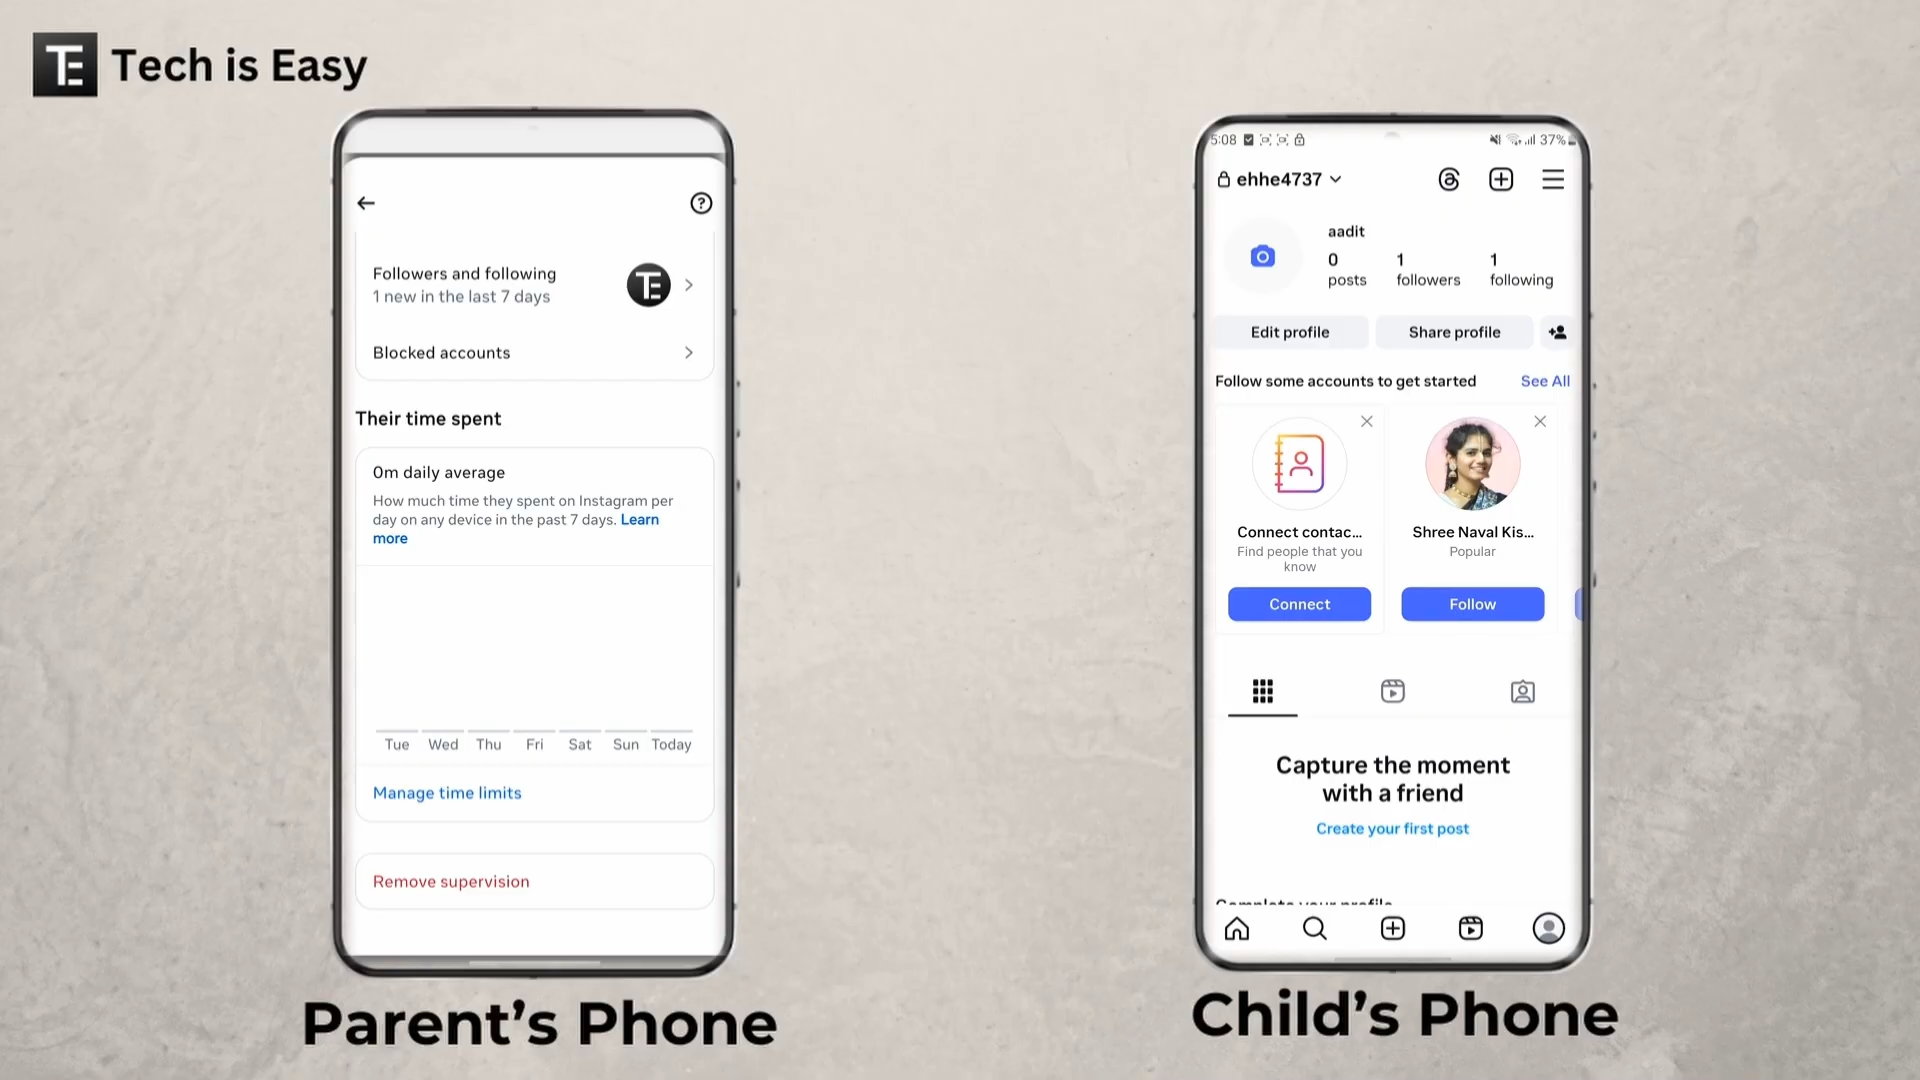 TE Tech is Easy
Followers and following
1 new in the last 7 days
TE
Blocked accounts
Their time spent
0m daily average
How much time they spent on Instagram per
day on any device in the past 7 days. Learn
more
Tue Wed Thu Fri Sat Sun Today
Manage time limits
Remove supervision
Parent's Phone
5:08 37%
ehhe4737
aadit
0 1 1
posts followers following
Edit profile Share profile
Follow some accounts to get started See All
Connect contac... Shree Naval Kis...
Find people that you Popular
know
Connect Follow
Capture the moment
with a friend
Create your first post
Complete your profile
Child's Phone